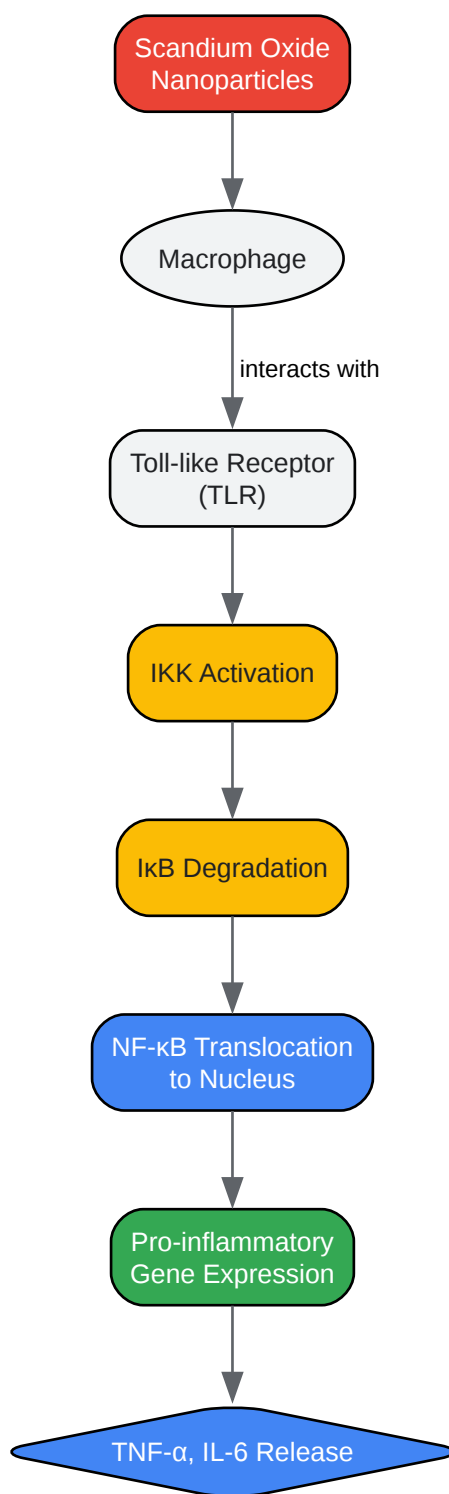 Scandium Oxide
Nanoparticles
Macrophage
interacts with
Toll-like Receptor
(TLR)
IKK Activation
IκB Degradation
NF-κB Translocation
to Nucleus
Pro-inflammatory
Gene Expression
TNF-α, IL-6 Release